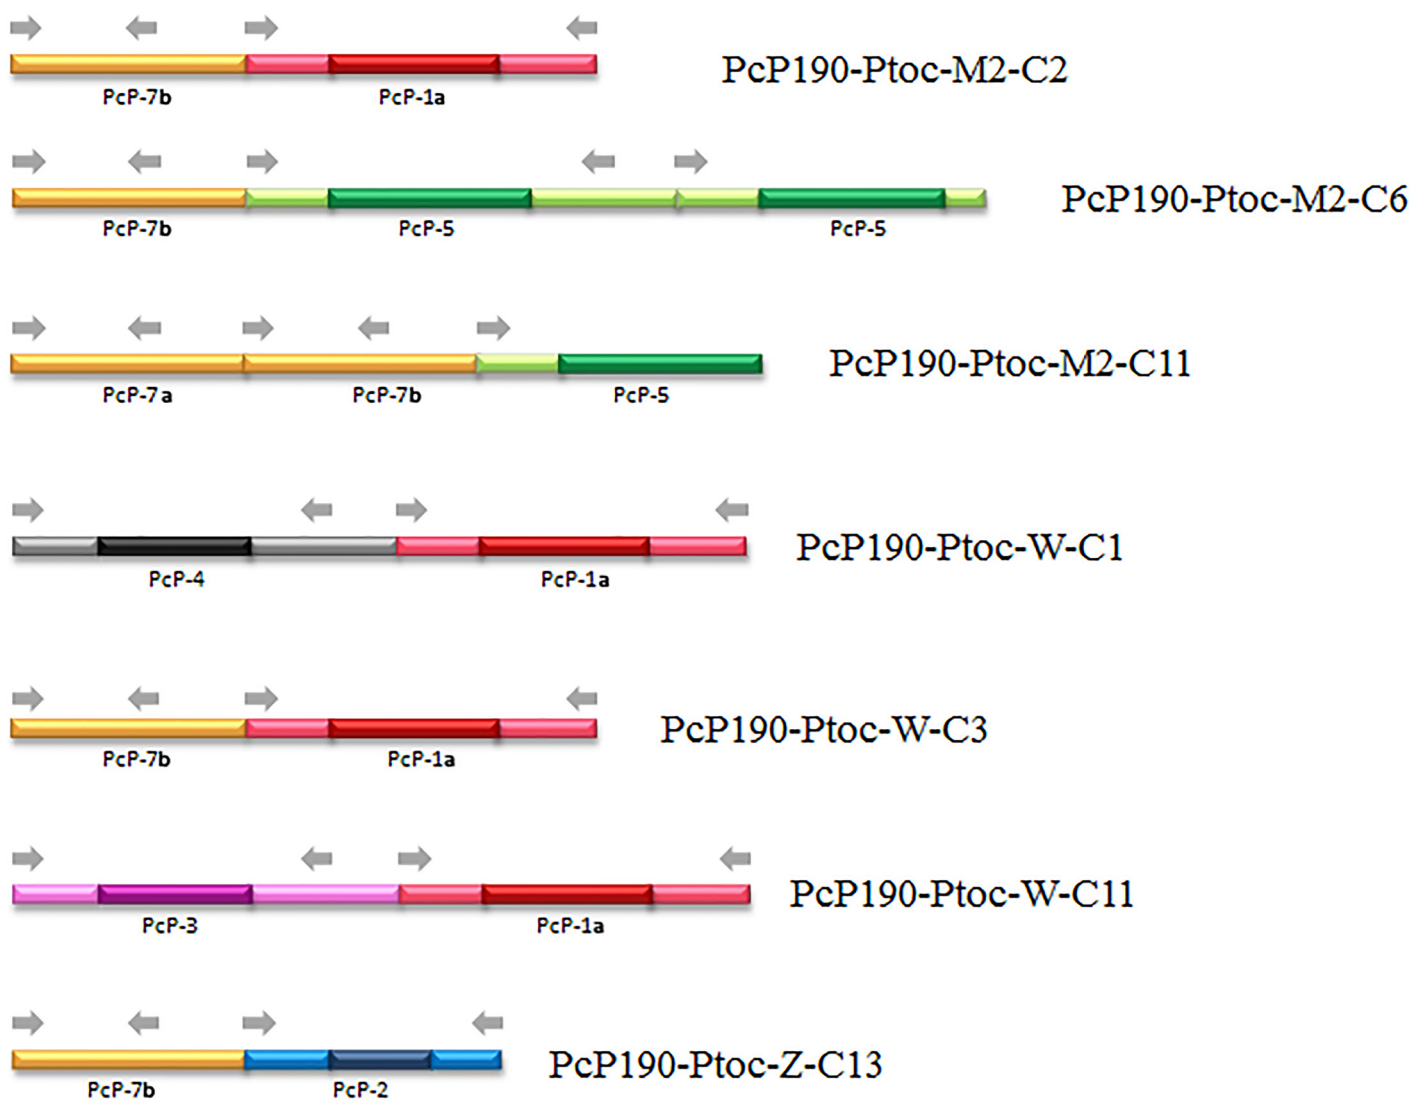 PcP190-Ptoc-M2-C2
PcP-7b PcP-1a
PcP190-Ptoc-M2-C6
PcP-7b PcP-5 PcP-5
PcP190-Ptoc-M2-C11
PcP-7a PcP-7b PcP-5
PcP190-Ptoc-W-C1
PcP-4 PcP-1a
PcP190-Ptoc-W-C3
PcP-7b PcP-1a
PcP190-Ptoc-W-C11
PcP-3 PcP-1a
PcP190-Ptoc-Z-C13
PcP-7b PcP-2